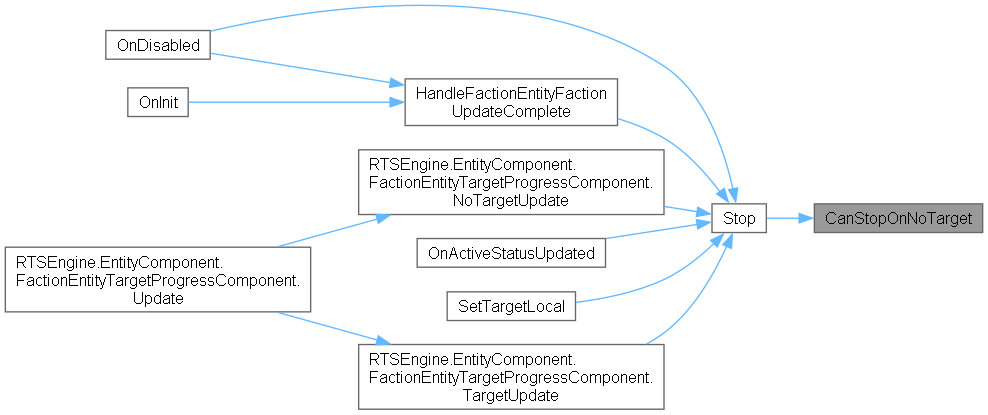 OnDisabled
OnInit
HandleFactionEntityFaction
UpdateComplete
RTSEngine.EntityComponent.
FactionEntityTargetProgressComponent.
NoTargetUpdate
Stop
CanStopOnNoTarget
OnActiveStatusUpdated
RTSEngine.EntityComponent.
FactionEntityTargetProgressComponent.
Update
SetTargetLocal
RTSEngine.EntityComponent.
FactionEntityTargetProgressComponent.
TargetUpdate